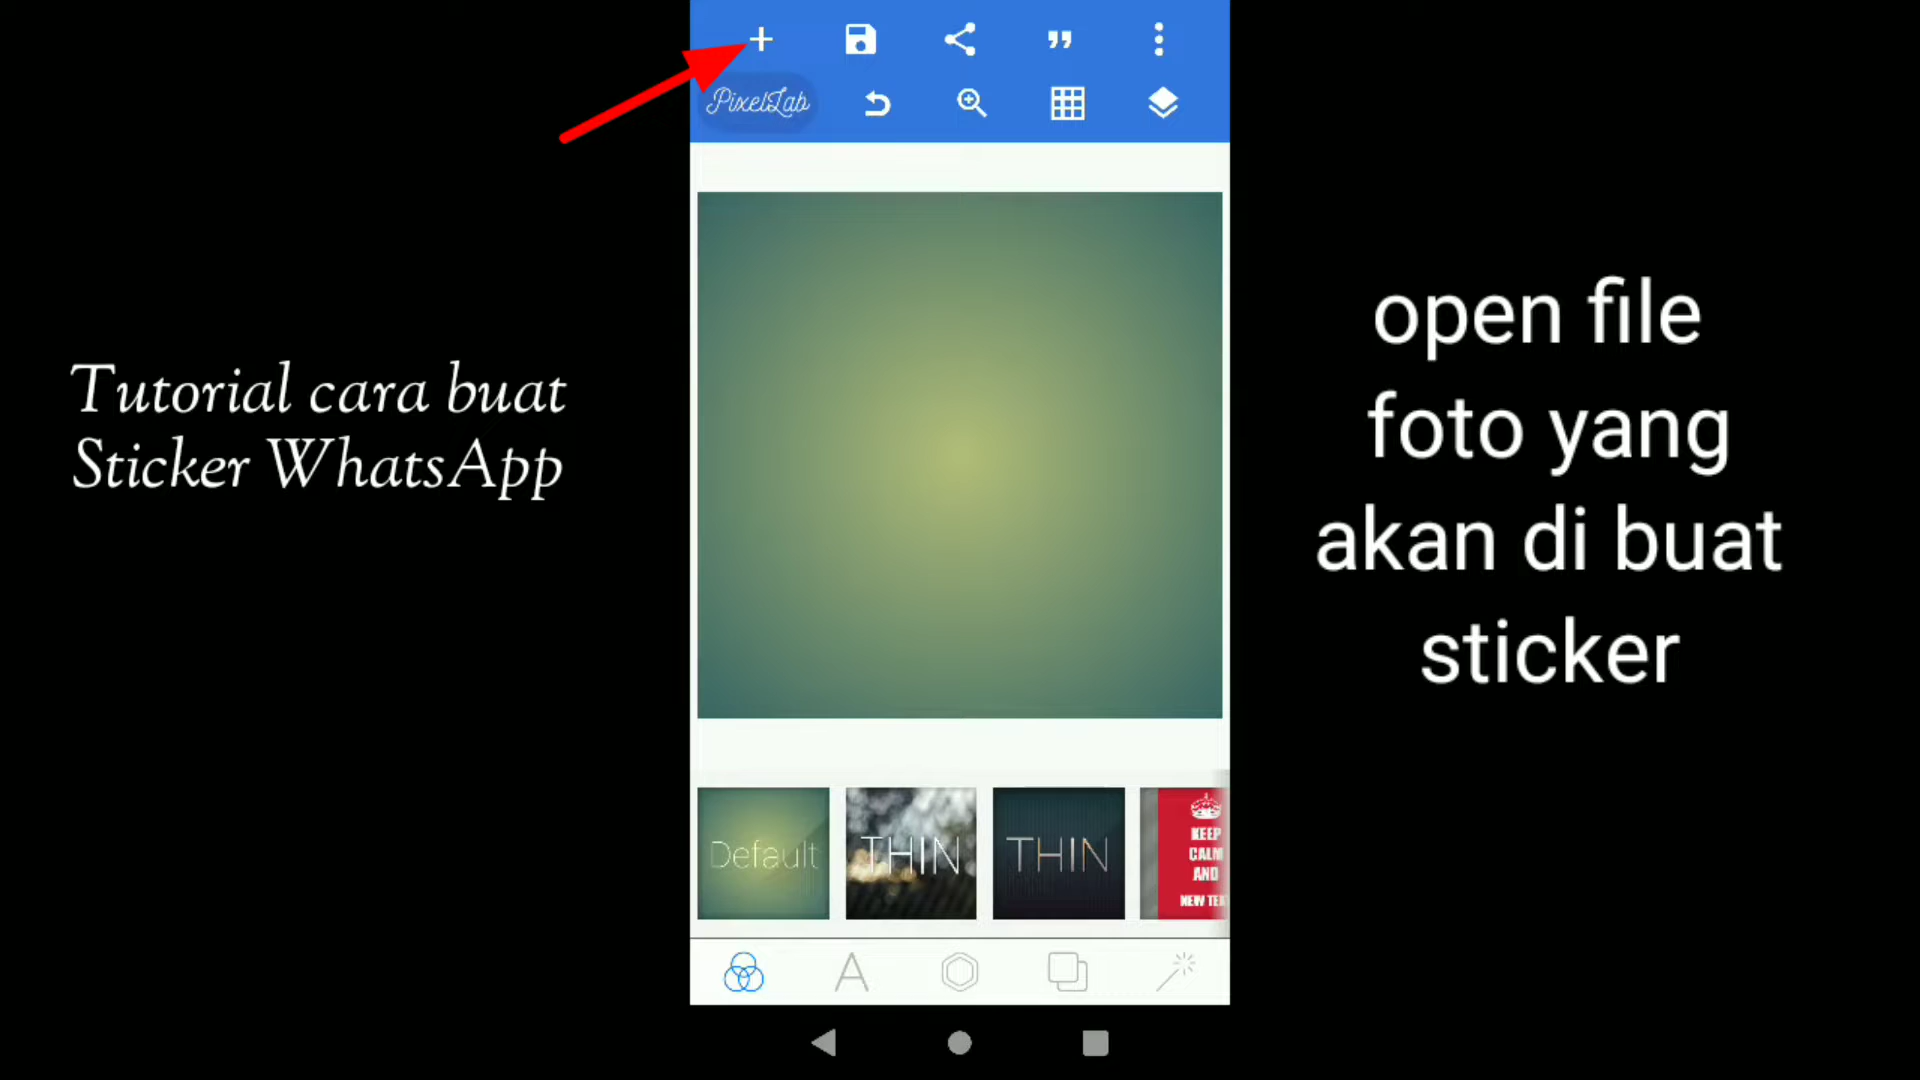 Tutorial cara buat
Sticker WhatsApp
PixelLab
open file
foto yang
akan di buat
sticker
Default
THIN
THIN
KEEP
CALM
AND